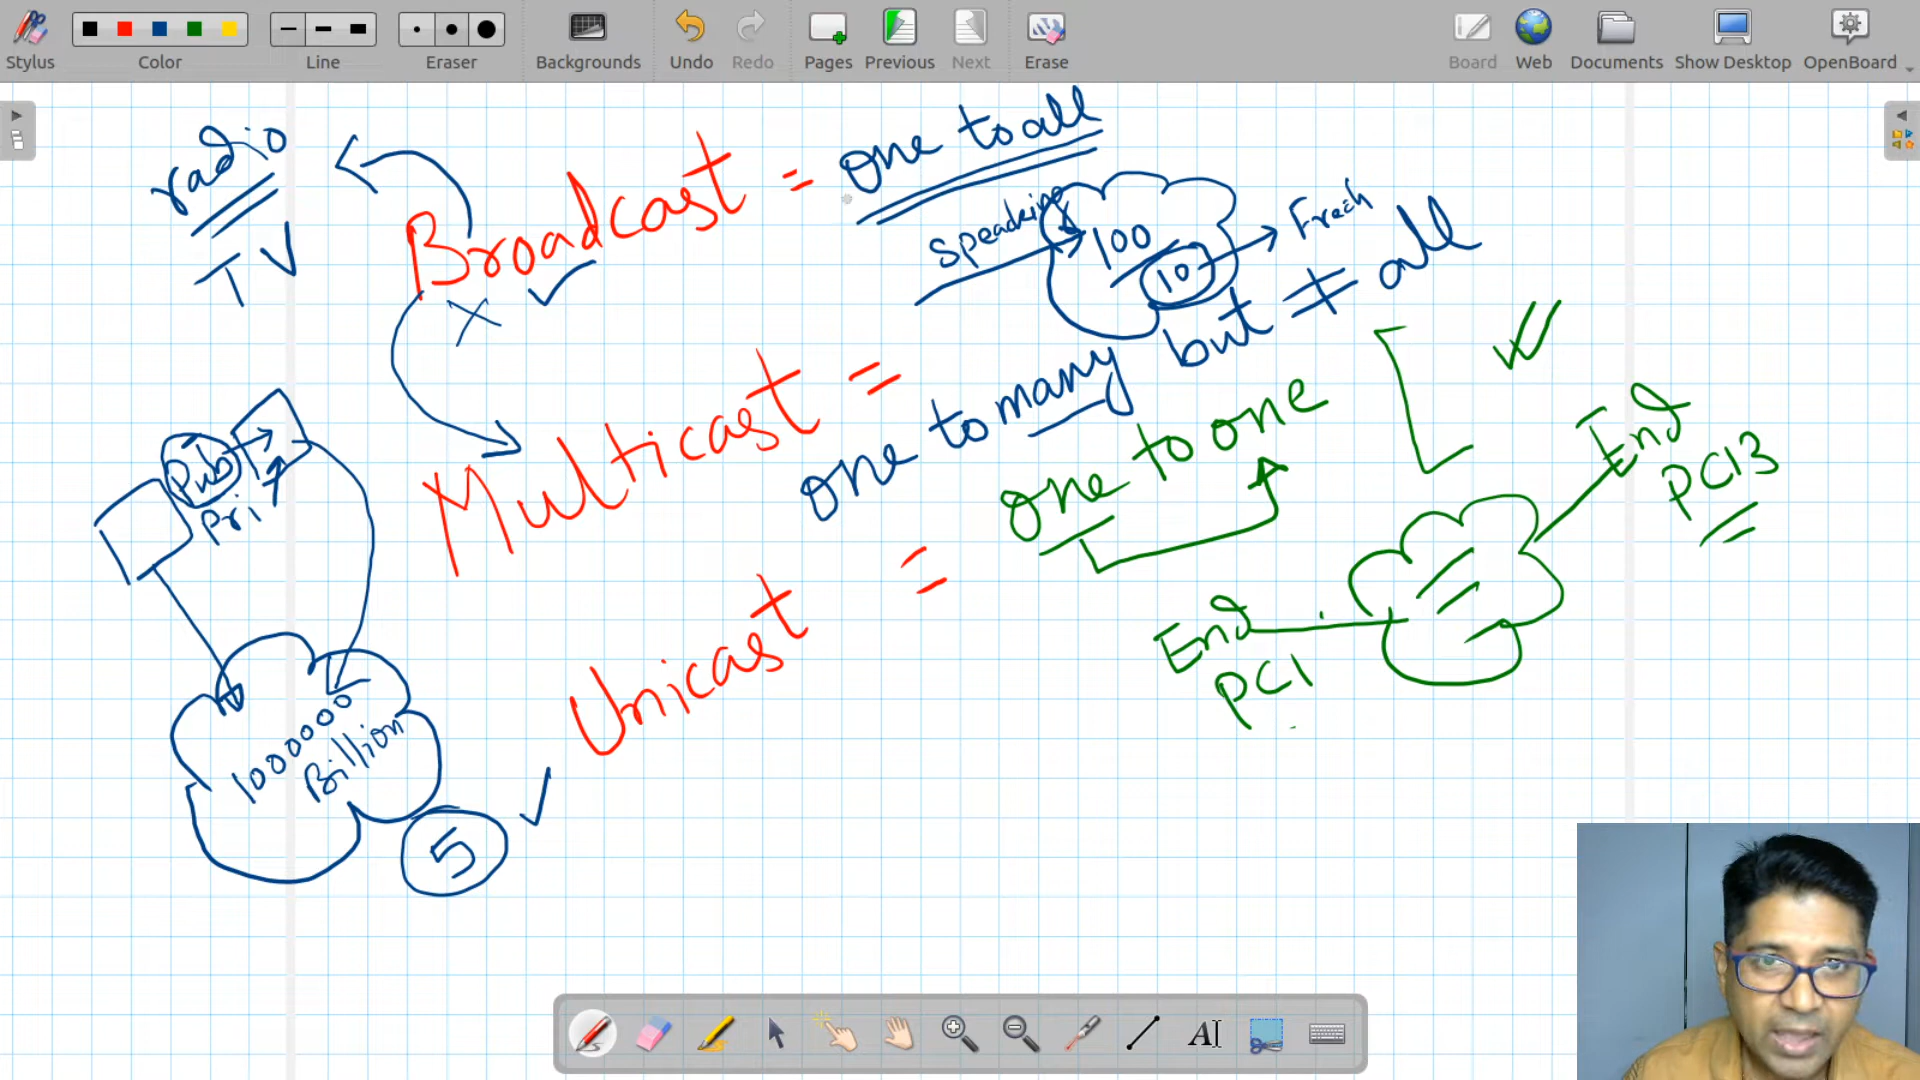 Stylus
Color
Line
Eraser
Backgrounds
Undo
Redo
Pages
Previous
Next
Erase
Board
Web
Documents
Show Desktop
OpenBoard
radio
TV
Broadcast = one to all
x
speaking
100
10
Multicast = one to many but ≠ all
Pub
Pri
Unicast = one to one
End
PC13
End
PC1
1000000
Billion
5
A